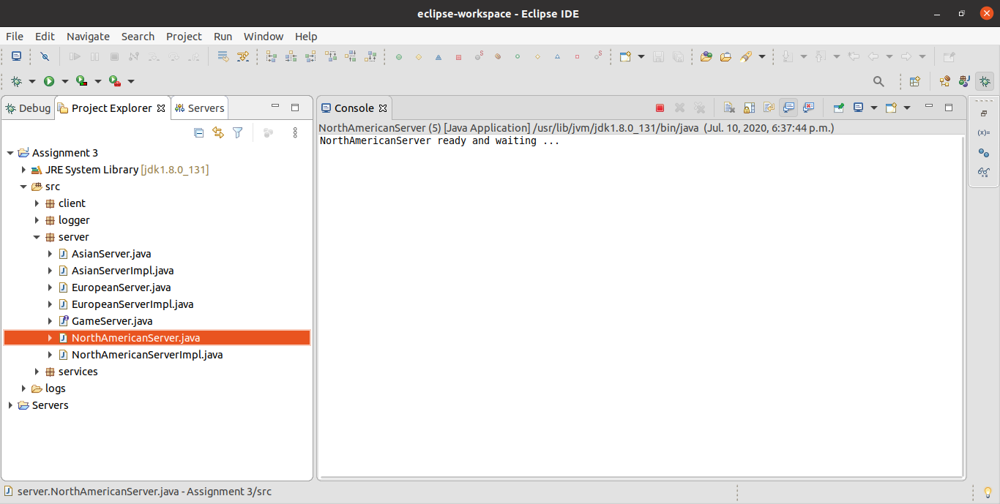 eclipse-workspace - Eclipse IDE
File Edit Navigate Search Project Run Window Help
Debug Project Explorer Servers
Console
NorthAmericanServer (5) [Java Application] /usr/lib/jvm/jdk1.8.0_131/bin/java (Jul. 10, 2020, 6:37:44 p.m.)
NorthAmericanServer ready and waiting ...
Assignment 3
JRE System Library [jdk1.8.0_131]
src
client
logger
server
AsianServer.java
AsianServerImpl.java
EuropeanServer.java
EuropeanServerImpl.java
GameServer.java
NorthAmericanServer.java
NorthAmericanServerImpl.java
services
logs
Servers
(x)=
server.NorthAmericanServer.java - Assignment 3/src